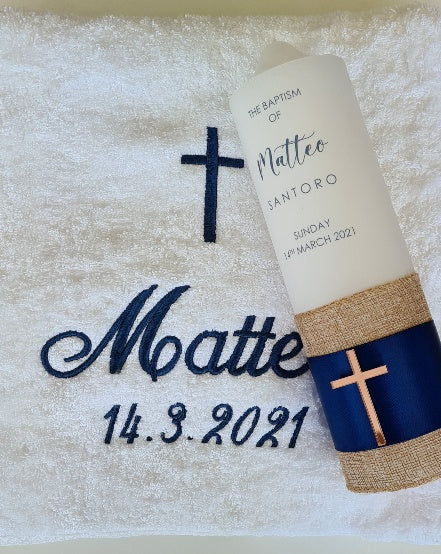 THE BAPTISM
OF
Matteo
SANTORO
SUNDAY
14TH MARCH 2021
Matte
14.3.2021